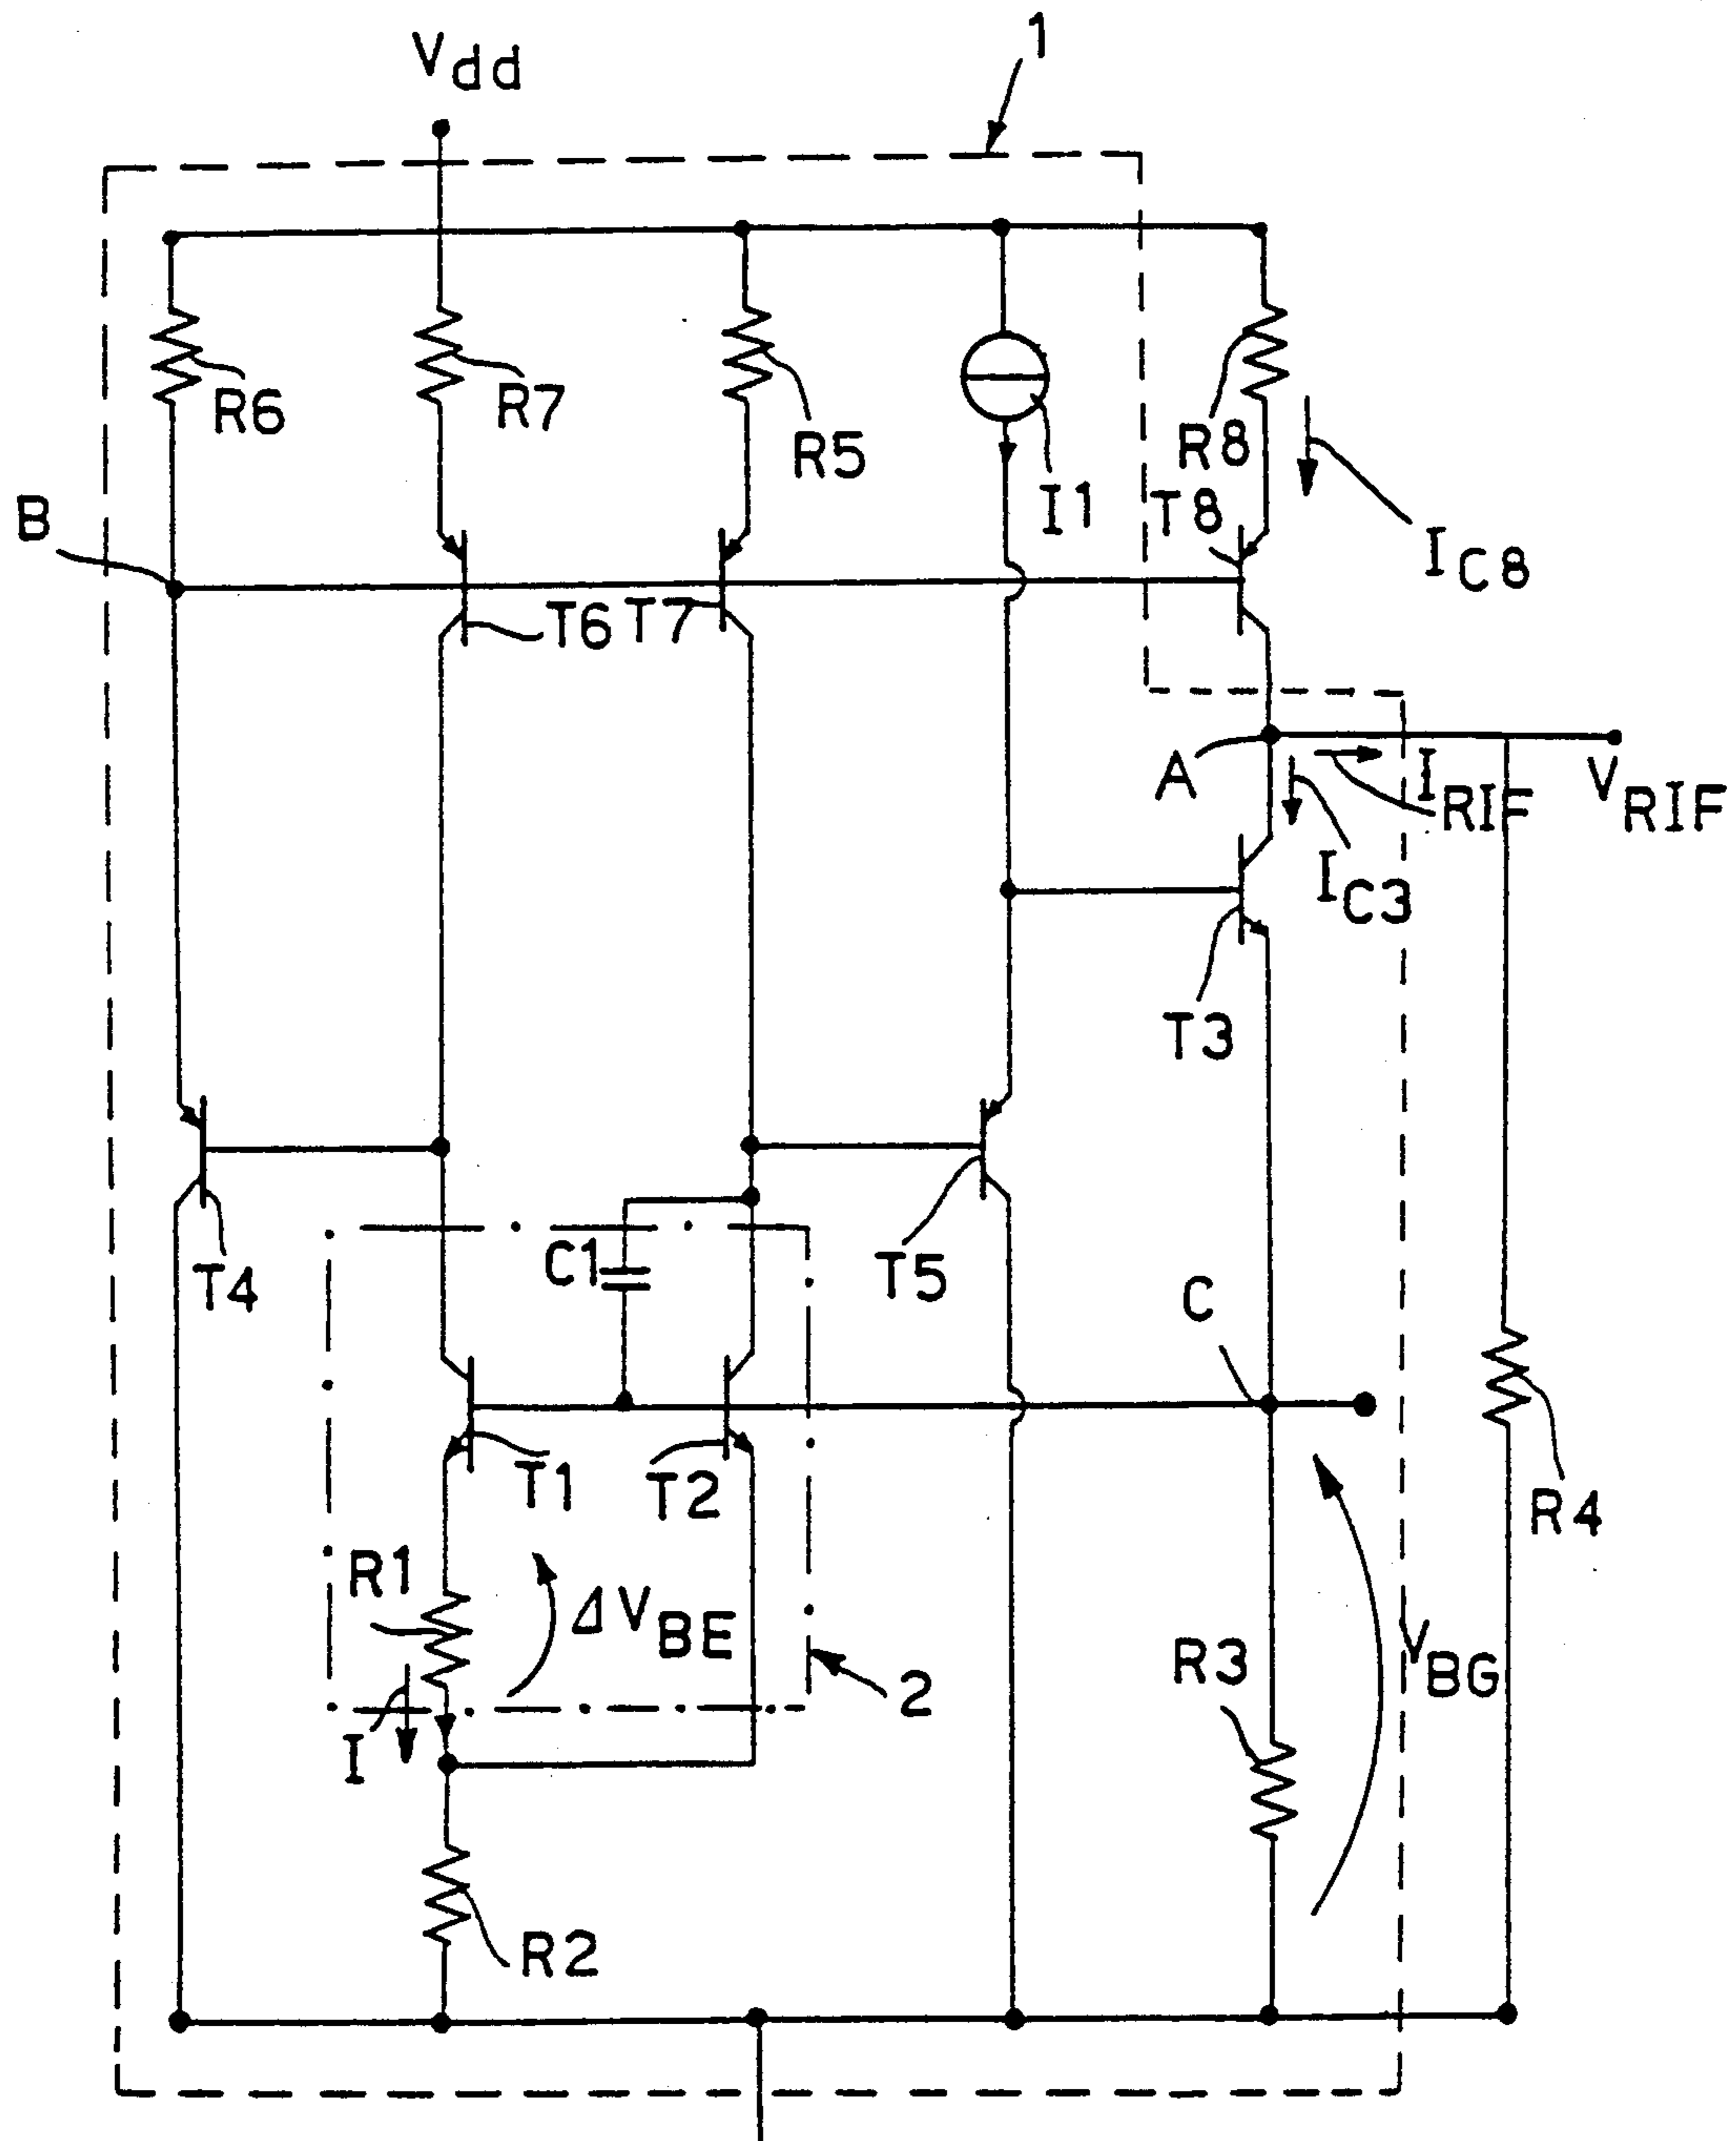 1
Vdd
R6
R7
R5
R8
I1
T8
IC8
B
T6
T7
A
IRIF
VRIF
IC3
T3
T4
C1
T5
C
T1
T2
R4
R1
ΔVBE
R3
VBG
2
I
R2